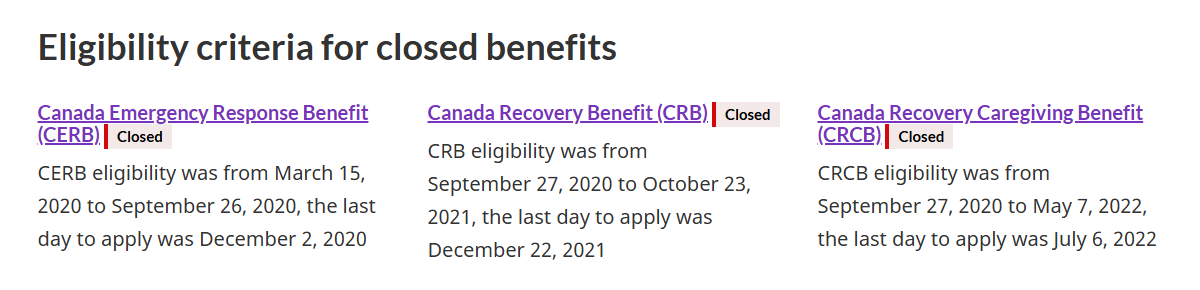 Eligibility criteria for closed benefits
Canada Emergency Response Benefit
(CERB) Closed
CERB eligibility was from March 15,
2020 to September 26, 2020, the last
day to apply was December 2, 2020
Canada Recovery Benefit (CRB) Closed
CRB eligibility was from
September 27, 2020 to October 23,
2021, the last day to apply was
December 22, 2021
Canada Recovery Caregiving Benefit
(CRCB) Closed
CRCB eligibility was from
September 27, 2020 to May 7, 2022,
the last day to apply was July 6, 2022